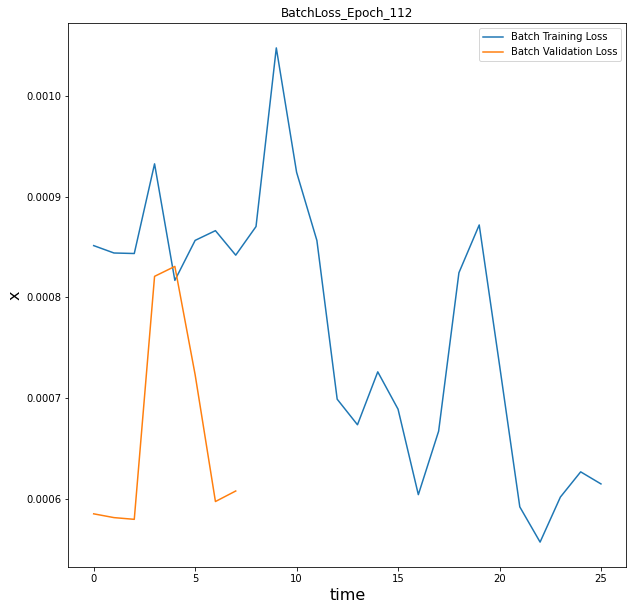 BatchLoss_Epoch_112
Batch Training Loss
Batch Validation Loss
0.0010
0.0009
0.0008
0.0007
0.0006
x
0 5 10 15 20 25
time